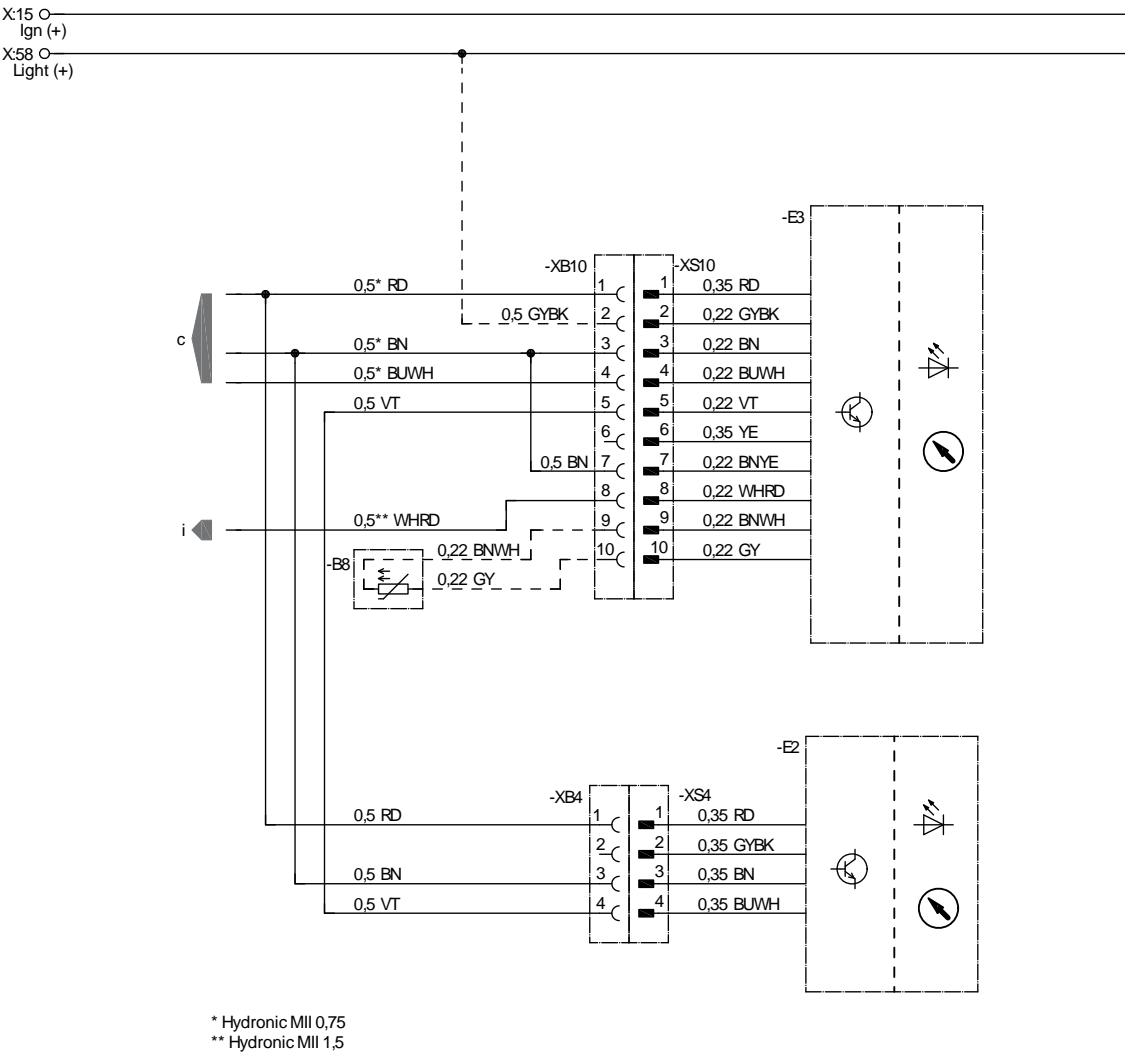 X:15
Ign (+)
X:58
Light (+)
-E3
-XB10
-XS10
0,5* RD
1
1
0,35 RD
0,5 GYBK
2
2
0,22 GYBK
c
0,5* BN
3
3
0,22 BN
0,5* BUWH
4
4
0,22 BUWH
0,5 VT
5
5
0,22 VT
6
6
0,35 YE
0,5 BN
7
7
0,22 BNYE
8
8
0,22 WHRD
i
0,5** WHRD
9
9
0,22 BNWH
-B8
0,22 BNWH
10
10
0,22 GY
0,22 GY
-E2
-XB4
-XS4
0,5 RD
1
1
0,35 RD
2
2
0,35 GYBK
0,5 BN
3
3
0,35 BN
0,5 VT
4
4
0,35 BUWH
* Hydronic MII 0,75
** Hydronic MII 1,5